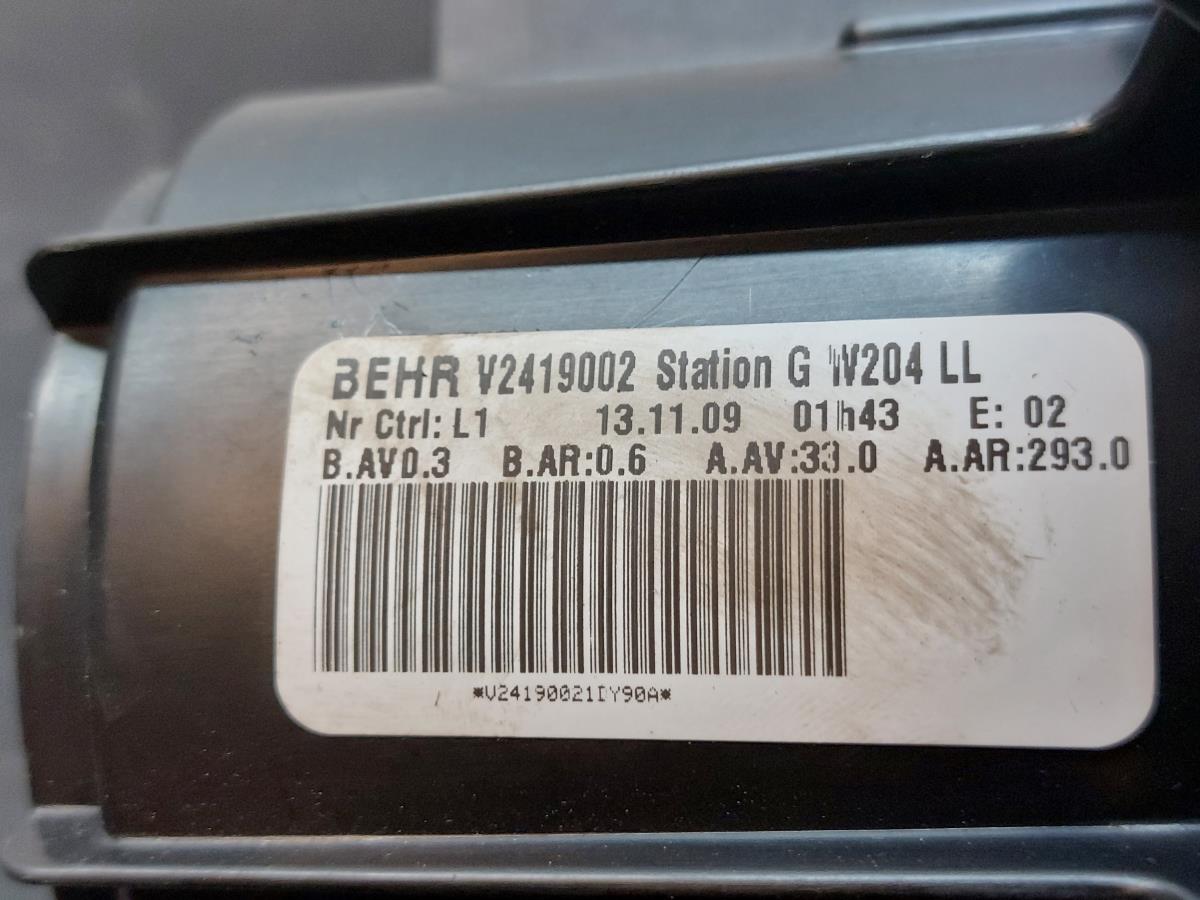 BEHR V2419002 Station G W204 LL
Nr Ctrl: L1 13.11.09 01h43 E: 02
B.AV0.3 B.AR:0.6 A.AV:33.0 A.AR:293.0
*V24190021DY90A*